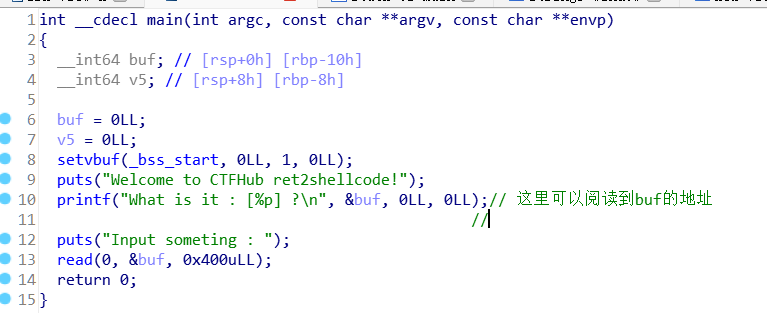 1 int __cdecl main(int argc, const char **argv, const char **envp)
2 {
3 __int64 buf; // [rsp+0h] [rbp-10h]
4 __int64 v5; // [rsp+8h] [rbp-8h]
5
6 buf = 0LL;
7 v5 = 0LL;
8 setvbuf(_bss_start, 0LL, 1, 0LL);
9 puts("Welcome to CTFHub ret2shellcode!");
10 printf("What is it : [%p] ?\n", &buf, 0LL, 0LL);// 这里可以阅读到buf的地址
11 //
12 puts("Input someting : ");
13 read(0, &buf, 0x400uLL);
14 return 0;
15 }